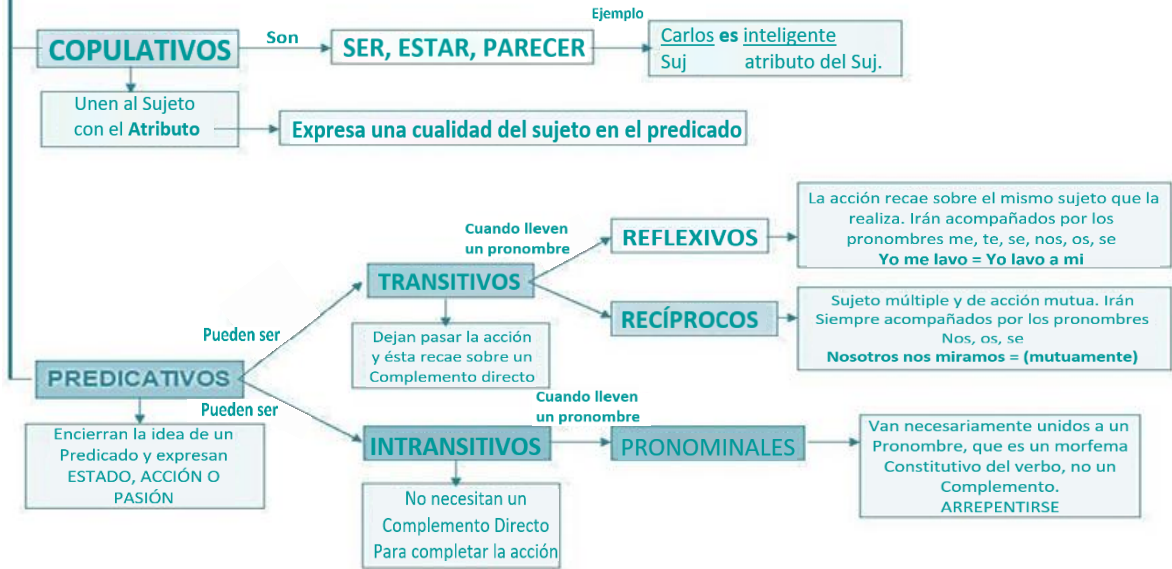 COPULATIVOS
Son
SER, ESTAR, PARECER
Ejemplo
Carlos es inteligente
Suj atributo del Suj.
Unen al Sujeto
con el Atributo
Expresa una cualidad del sujeto en el predicado
PREDICATIVOS
Encierran la idea de un
Predicado y expresan
ESTADO, ACCIÓN O
PASIÓN
Pueden ser
TRANSITIVOS
Dejan pasar la acción
y ésta recae sobre un
Complemento directo
Cuando lleven
un pronombre
REFLEXIVOS
La acción recae sobre el mismo sujeto que la
realiza. Irán acompañados por los
pronombres me, te, se, nos, os, se
Yo me lavo = Yo lavo a mi
RECÍPROCOS
Sujeto múltiple y de acción mutua. Irán
Siempre acompañados por los pronombres
Nos, os, se
Nosotros nos miramos = (mutuamente)
Pueden ser
INTRANSITIVOS
No necesitan un
Complemento Directo
Para completar la acción
Cuando lleven
un pronombre
PRONOMINALES
Van necesariamente unidos a un
Pronombre, que es un morfema
Constitutivo del verbo, no un
Complemento.
ARREPENTIRSE